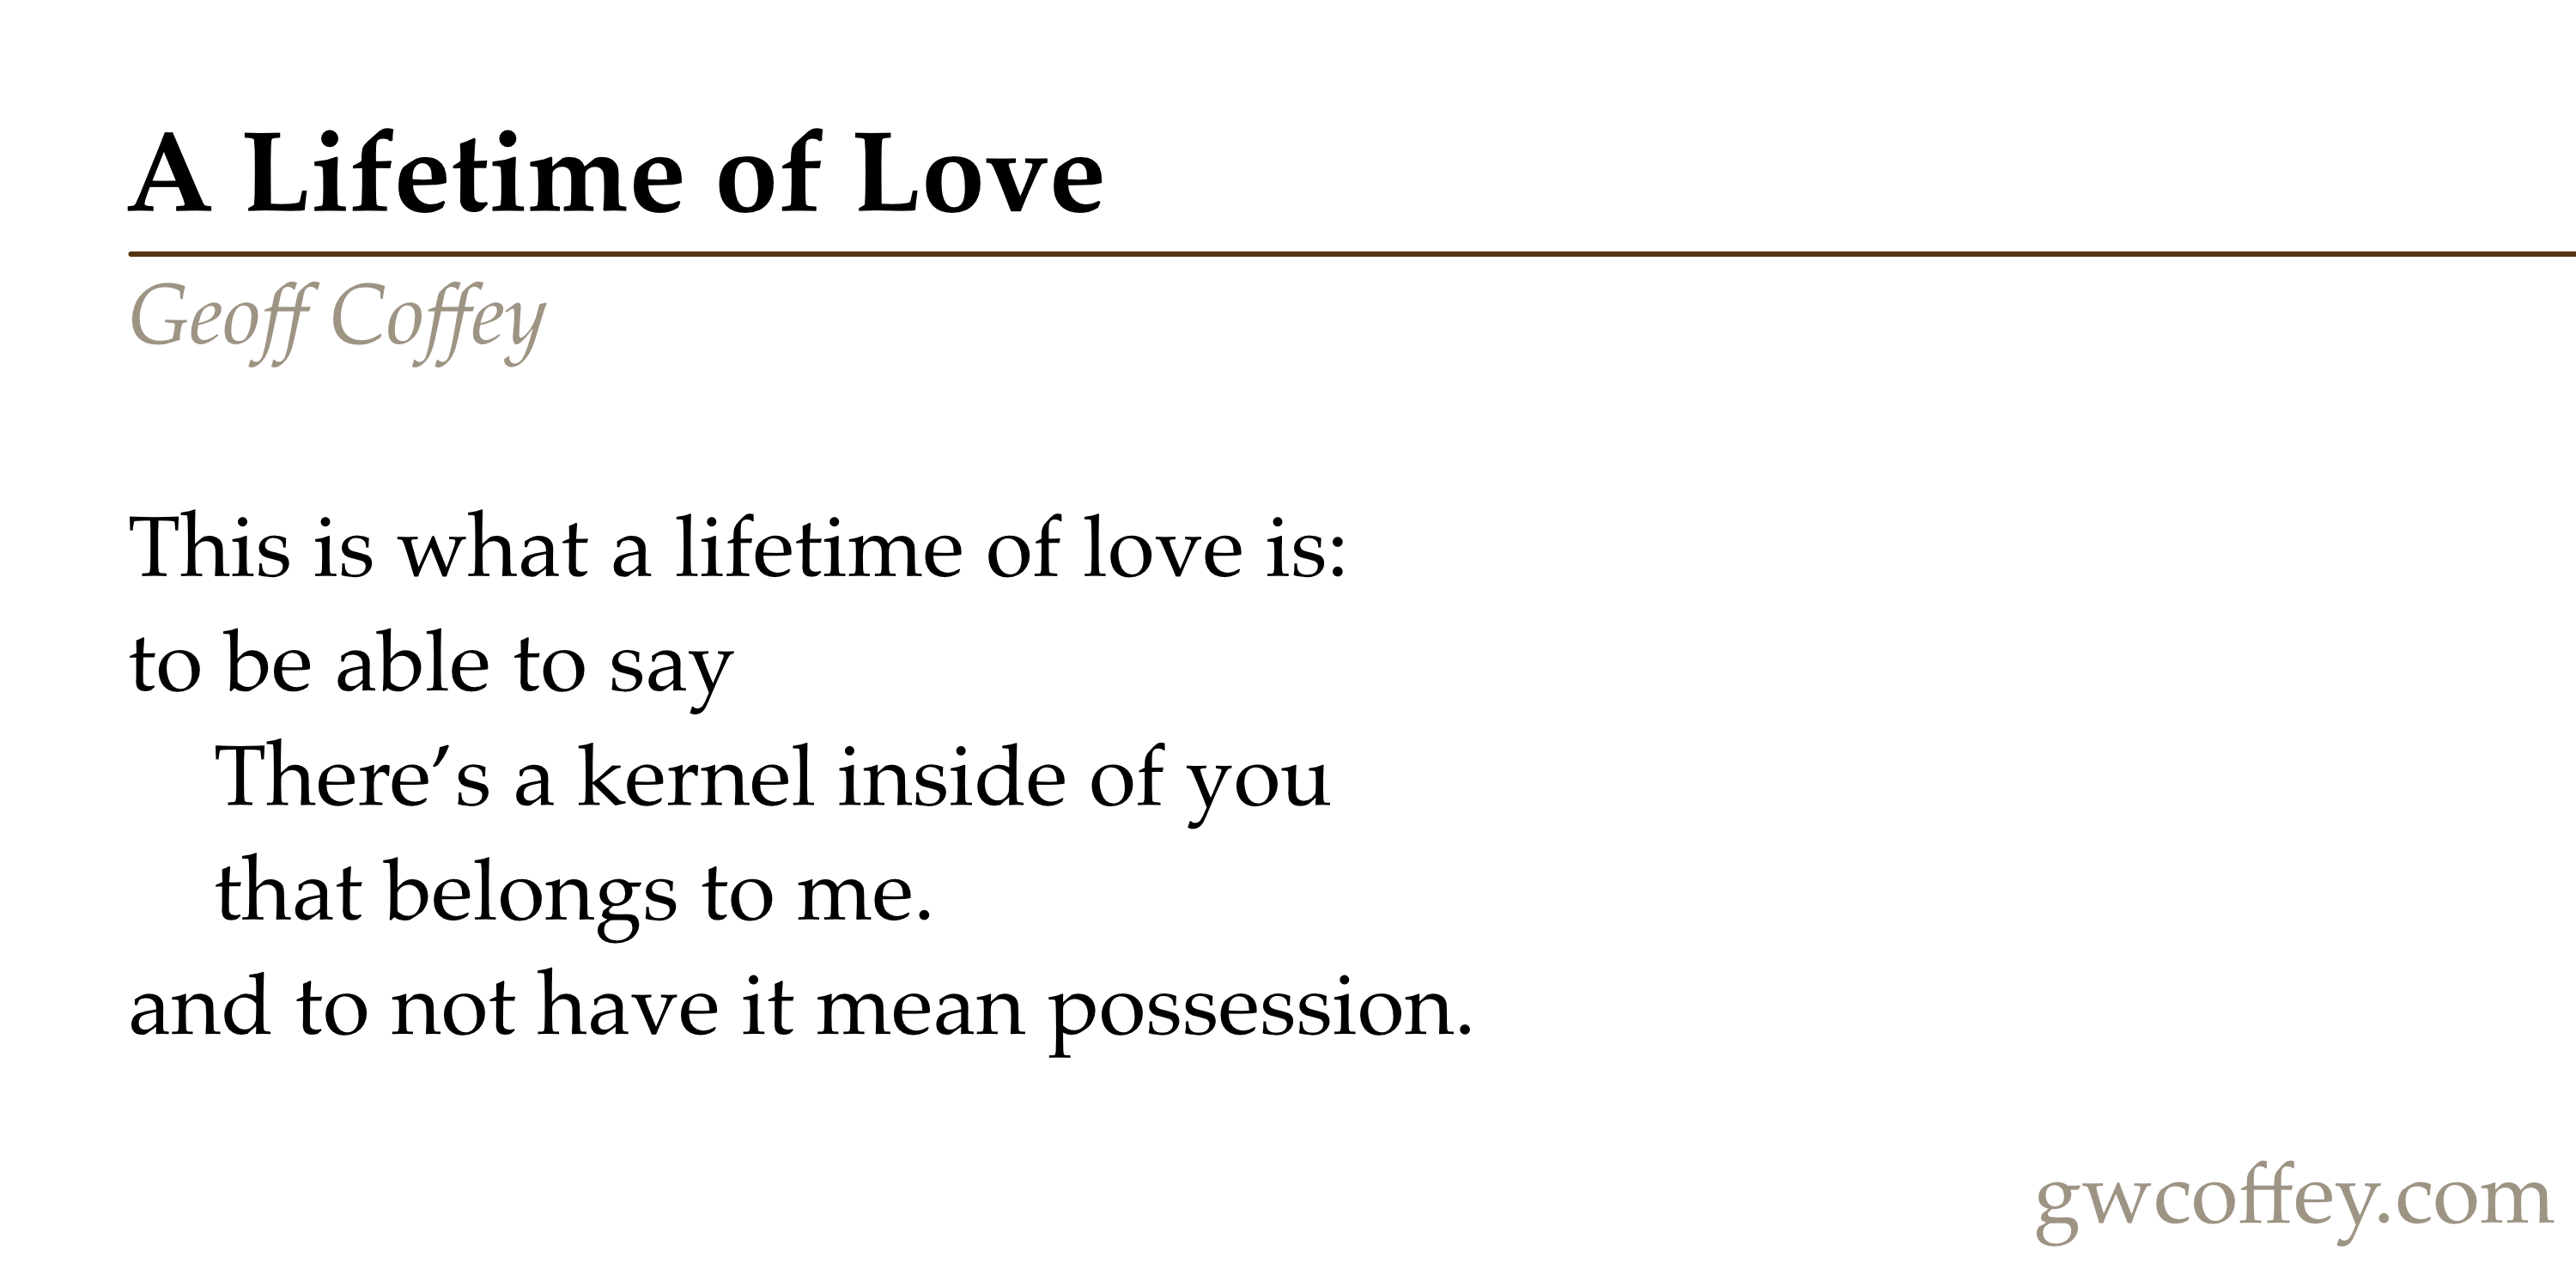 A Lifetime of Love
Geoff Coffey
This is what a lifetime of love is:
to be able to say
There’s a kernel inside of you
that belongs to me.
and to not have it mean possession.
gwcoffey.com